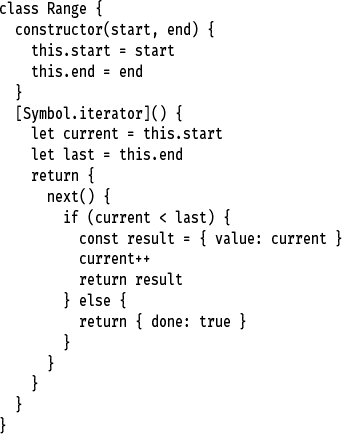 class Range {
  constructor(start, end) {
    this.start = start
    this.end = end
  }
  [Symbol.iterator]() {
    let current = this.start
    let last = this.end
    return {
      next() {
        if (current < last) {
          const result = { value: current }
          current++
          return result
        } else {
          return { done: true }
        }
      }
    }
  }
}